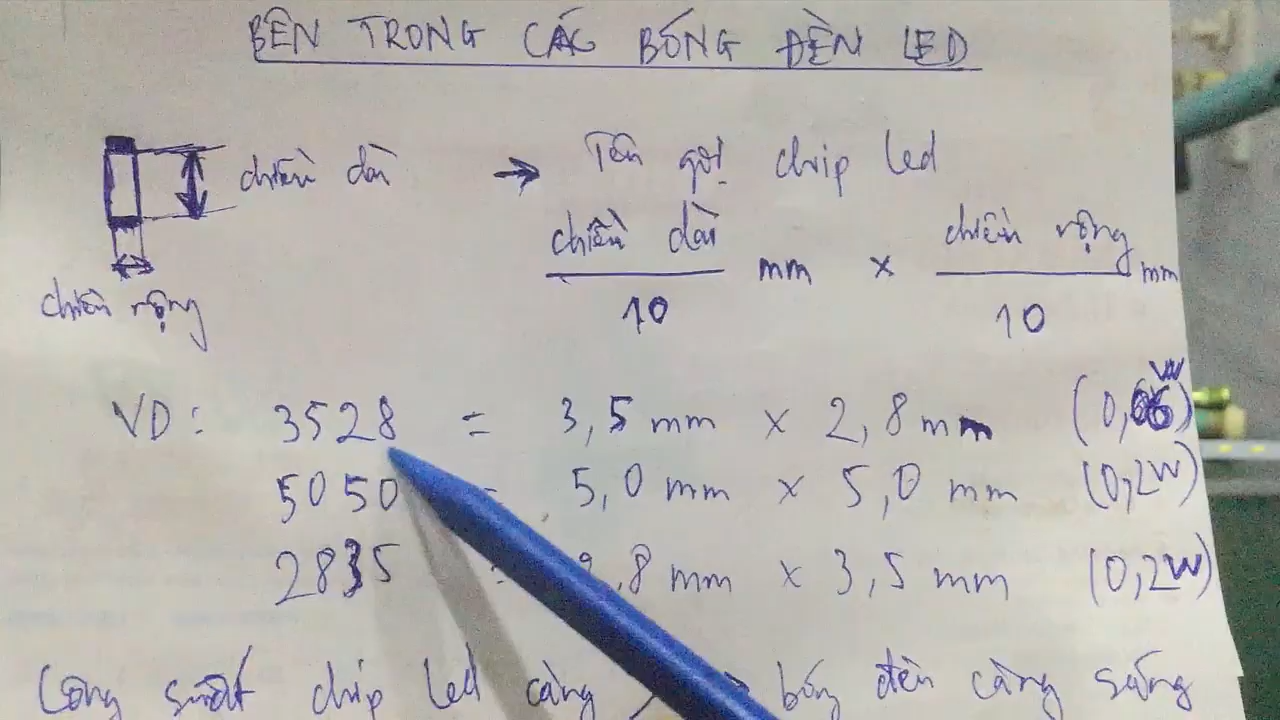 BÊN TRONG CÁC BÓNG ĐÈN LED
chiều dài → Tên gọi chip led
chiều dài mm x chiều rộng mm
10 10
chiều rộng
VD: 3528 = 3,5 mm x 2,8 mm (0,06W)
5050 = 5,0 mm x 5,0 mm (0,2W)
2835 = 2,8 mm x 3,5 mm (0,2W)
Công suất chip led càng bóng đèn càng sáng